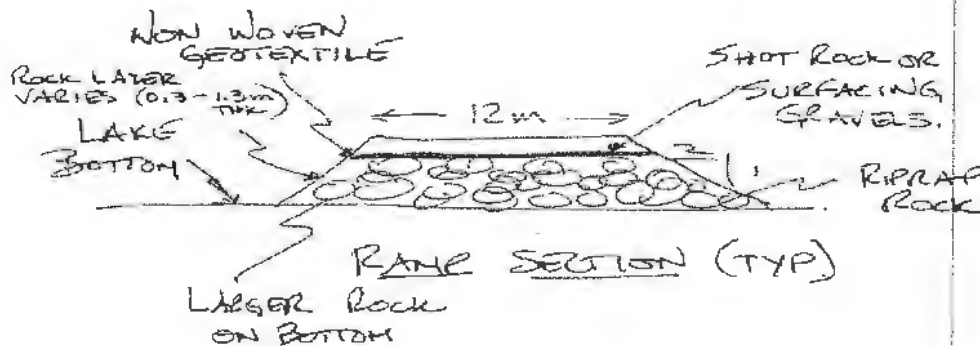 NON WOVEN
GEOTEXTILE
ROCK LAYER
VARIES (0.3-1.3m
THK)
LAKE
BOTTOM
12m
SHOT ROCK OR
SURFACING
GRAVELS.
2
1
RIPRAP
ROCK
RAMP SECTION (TYP)
LARGER ROCK
ON BOTTOM